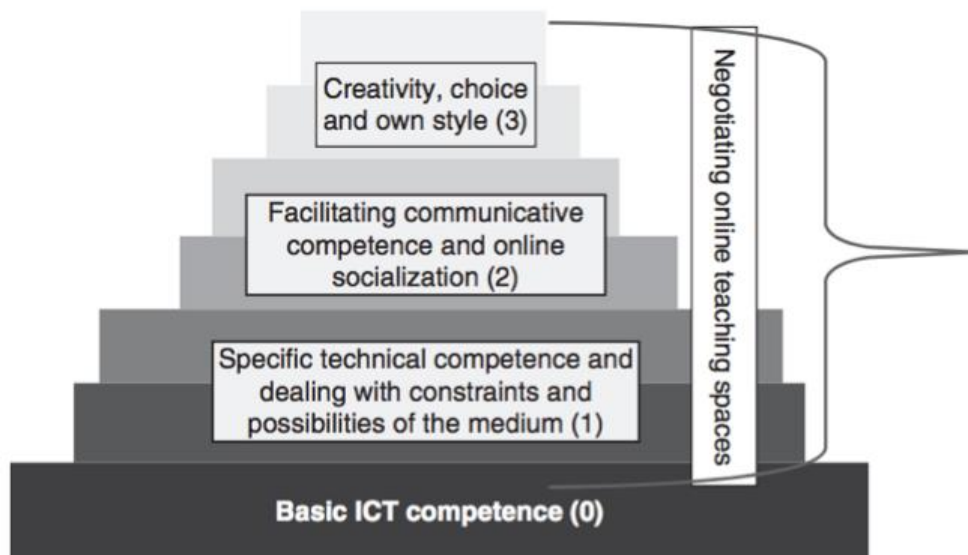 Creativity, choice
and own style (3)
Facilitating communicative
competence and online
socialization (2)
Specific technical competence and
dealing with constraints and
possibilities of the medium (1)
Basic ICT competence (0)
Negotiating online teaching spaces